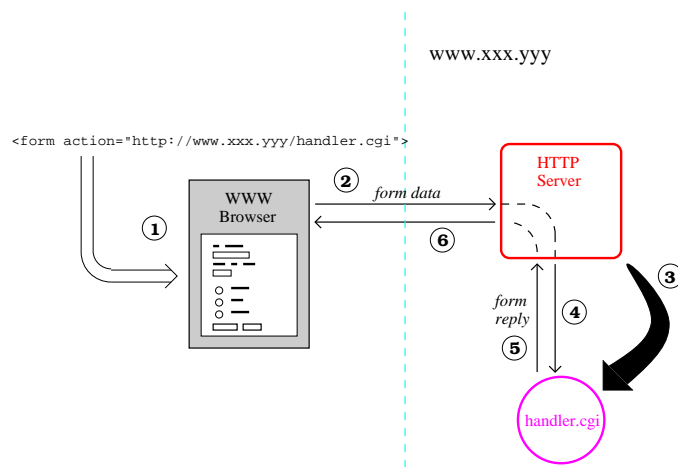 www.xxx.yyy
<form action="http://www.xxx.yyy/handler.cgi">
HTTP
Server
WWW
Browser
1
2
form data
6
3
form
reply
4
5
handler.cgi